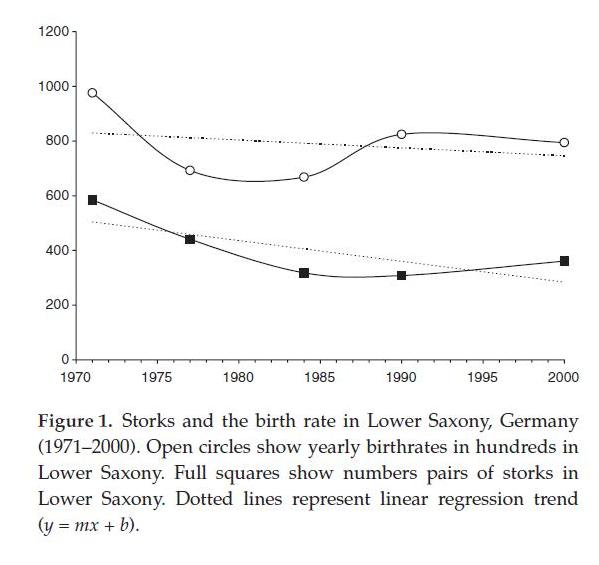 1200
1000
800
600
400
200
0
1970 1975 1980 1985 1990 1995 2000
Figure 1. Storks and the birth rate in Lower Saxony, Germany
(1971–2000). Open circles show yearly birthrates in hundreds in
Lower Saxony. Full squares show numbers pairs of storks in
Lower Saxony. Dotted lines represent linear regression trend
(y = mx + b).